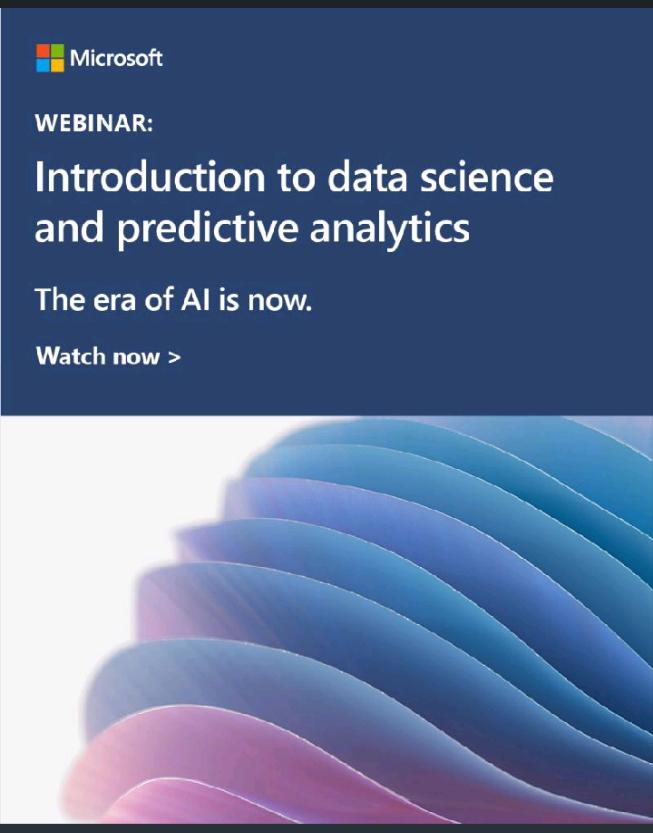 Microsoft
WEBINAR:
Introduction to data science
and predictive analytics
The era of AI is now.
Watch now >